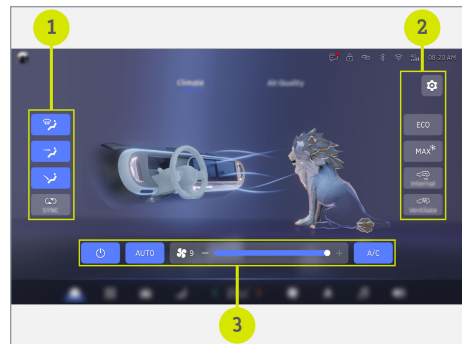 1
2
08:20 AM
Climate
Air Quality
ECO
MAX
Internal
SYNC
Ventilate
AUTO
9
A/C
3